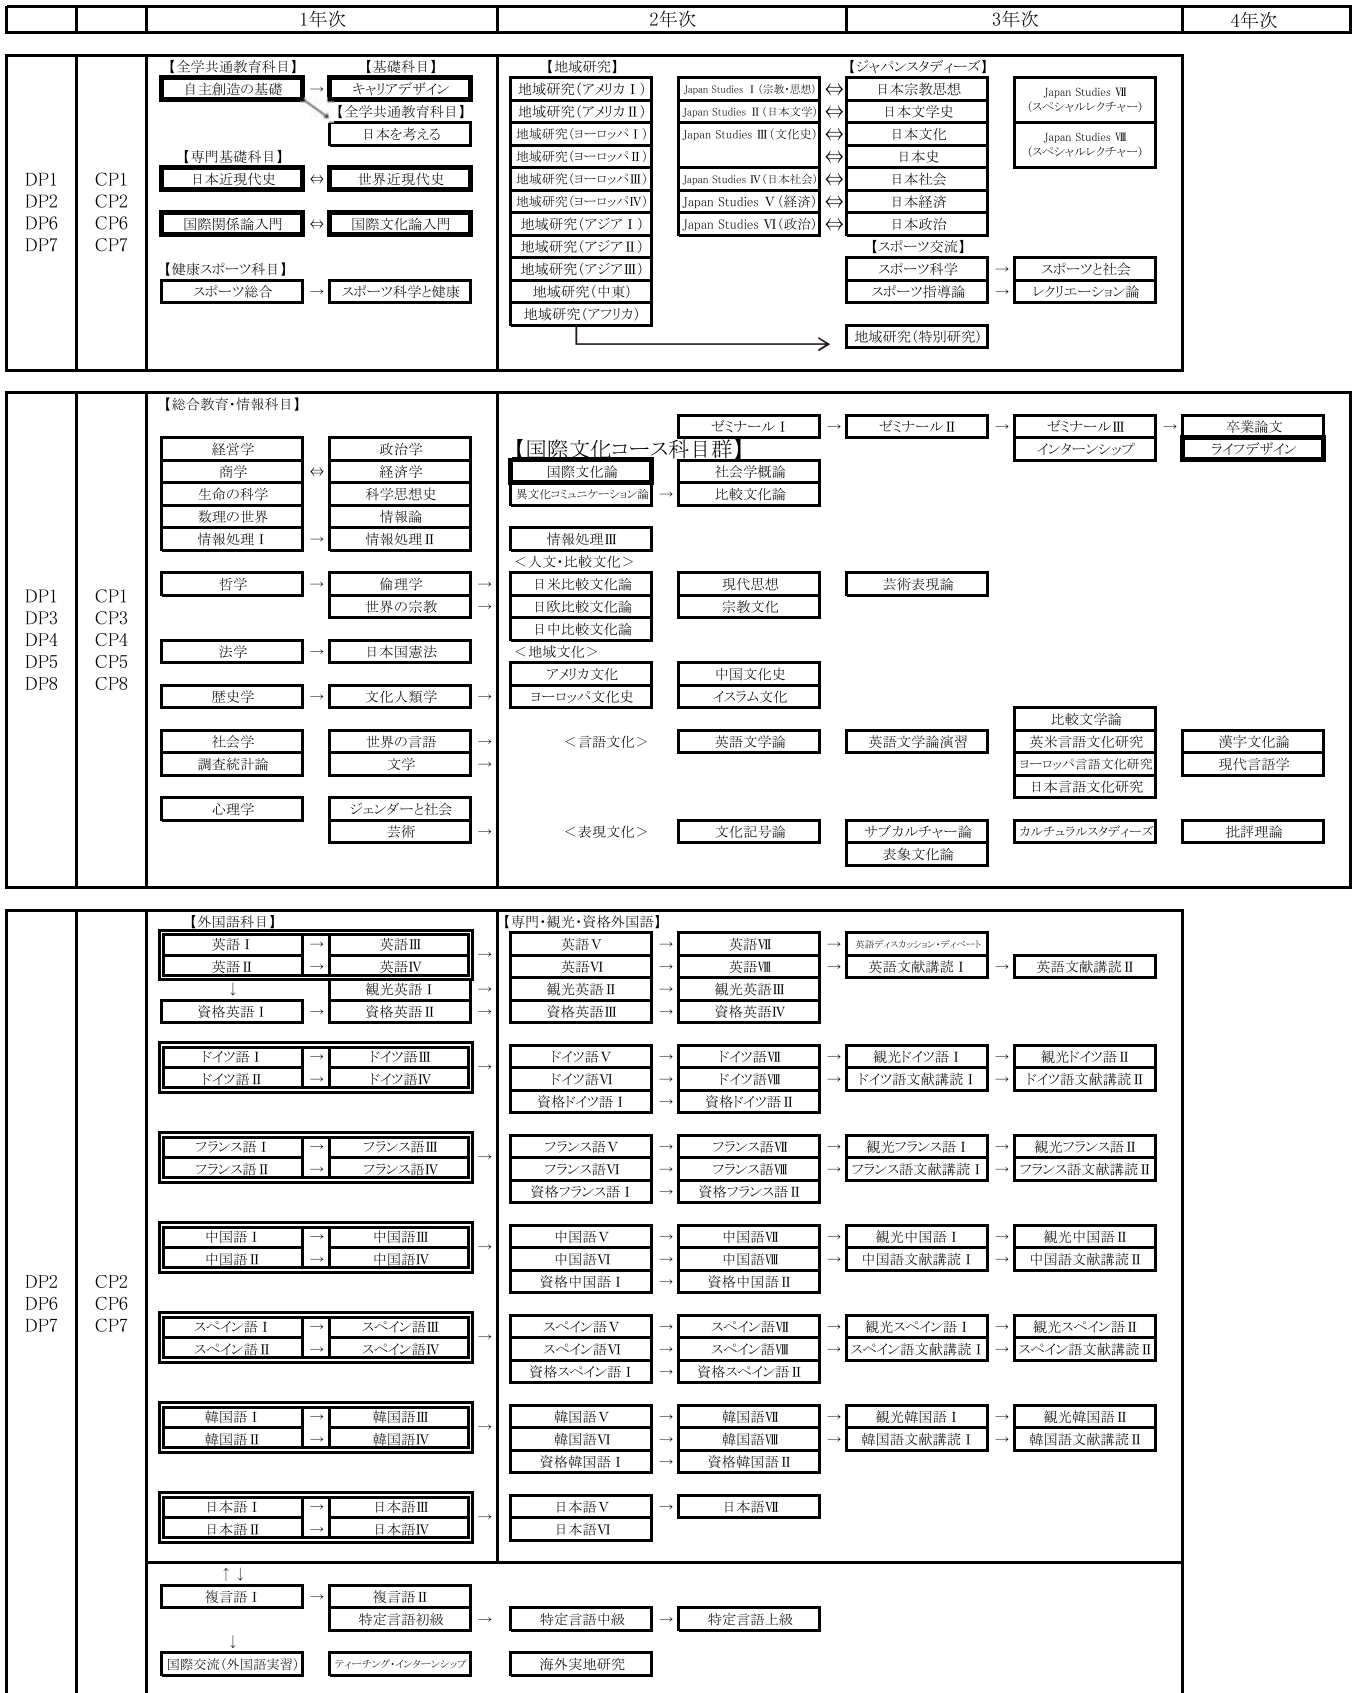 1年次 2年次 3年次 4年次
【全学共通教育科目】 【基礎科目】 【地域研究】 【ジャパンスタディーズ】
自主創造の基礎 → キャリアデザイン 地域研究(アメリカⅠ) Japan Studies Ⅰ(宗教・思想) ⇔ 日本宗教思想 Japan Studies Ⅶ
(スペシャルレクチャー)
【全学共通教育科目】 地域研究(アメリカⅡ) Japan Studies Ⅱ(日本文学) ⇔ 日本文学史
日本を考える 地域研究(ヨーロッパⅠ) Japan Studies Ⅲ(文化史) ⇔ 日本文化 Japan Studies Ⅷ
(スペシャルレクチャー)
【専門基礎科目】 地域研究(ヨーロッパⅡ) ⇔ 日本史
DP1 CP1 日本近現代史 ⇔ 世界近現代史 地域研究(ヨーロッパⅢ) Japan Studies Ⅳ(日本社会) ⇔ 日本社会
DP2 CP2 地域研究(ヨーロッパⅣ) Japan Studies Ⅴ(経済) ⇔ 日本経済
DP6 CP6 国際関係論入門 ⇔ 国際文化論入門 地域研究(アジアⅠ) Japan Studies Ⅵ(政治) ⇔ 日本政治
DP7 CP7 地域研究(アジアⅡ) 【スポーツ交流】
【健康スポーツ科目】 地域研究(アジアⅢ) スポーツ科学 → スポーツと社会
スポーツ総合 → スポーツ科学と健康 地域研究(中東) スポーツ指導論 → レクリエーション論
地域研究(アフリカ)
地域研究(特別研究)
【総合教育・情報科目】
ゼミナールⅠ → ゼミナールⅡ → ゼミナールⅢ → 卒業論文
経営学 政治学 【国際文化コース科目群】 インターンシップ ライフデザイン
商学 ⇔ 経済学 国際文化論 社会学概論
生命の科学 科学思想史 異文化コミュニケーション論 → 比較文化論
数理の世界 情報論
情報処理Ⅰ → 情報処理Ⅱ 情報処理Ⅲ
＜人文・比較文化＞
哲学 → 倫理学 → 日米比較文化論 現代思想 芸術表現論
DP1 CP1 世界の宗教 → 日欧比較文化論 宗教文化
DP3 CP3 日中比較文化論
DP4 CP4 法学 → 日本国憲法 ＜地域文化＞
DP5 CP5 アメリカ文化 中国文化史
DP8 CP8 歴史学 → 文化人類学 → ヨーロッパ文化史 イスラム文化
比較文学論
社会学 世界の言語 → ＜言語文化＞ 英語文学論 英語文学論演習 英米言語文化研究 漢字文化論
調査統計論 文学 → ヨーロッパ言語文化研究 現代言語学
日本言語文化研究
心理学 ジェンダーと社会
芸術 → ＜表現文化＞ 文化記号論 サブカルチャー論 カルチュラルスタディーズ 批評理論
表象文化論
【外国語科目】 【専門・観光・資格外国語】
英語Ⅰ → 英語Ⅲ → 英語Ⅴ → 英語Ⅶ → 英語ディスカッション・ディベート
英語Ⅱ → 英語Ⅳ 英語Ⅵ → 英語Ⅷ → 英語文献講読Ⅰ → 英語文献講読Ⅱ
↓ 観光英語Ⅰ → 観光英語Ⅱ → 観光英語Ⅲ
資格英語Ⅰ → 資格英語Ⅱ → 資格英語Ⅲ → 資格英語Ⅳ
ドイツ語Ⅰ → ドイツ語Ⅲ → ドイツ語Ⅴ → ドイツ語Ⅶ → 観光ドイツ語Ⅰ → 観光ドイツ語Ⅱ
ドイツ語Ⅱ → ドイツ語Ⅳ ドイツ語Ⅵ → ドイツ語Ⅷ → ドイツ語文献講読Ⅰ → ドイツ語文献講読Ⅱ
資格ドイツ語Ⅰ → 資格ドイツ語Ⅱ
フランス語Ⅰ → フランス語Ⅲ → フランス語Ⅴ → フランス語Ⅶ → 観光フランス語Ⅰ → 観光フランス語Ⅱ
フランス語Ⅱ → フランス語Ⅳ フランス語Ⅵ → フランス語Ⅷ → フランス語文献講読Ⅰ → フランス語文献講読Ⅱ
資格フランス語Ⅰ → 資格フランス語Ⅱ
中国語Ⅰ → 中国語Ⅲ → 中国語Ⅴ → 中国語Ⅶ → 観光中国語Ⅰ → 観光中国語Ⅱ
中国語Ⅱ → 中国語Ⅳ 中国語Ⅵ → 中国語Ⅷ → 中国語文献講読Ⅰ → 中国語文献講読Ⅱ
DP2 CP2 資格中国語Ⅰ → 資格中国語Ⅱ
DP6 CP6
DP7 CP7 スペイン語Ⅰ → スペイン語Ⅲ → スペイン語Ⅴ → スペイン語Ⅶ → 観光スペイン語Ⅰ → 観光スペイン語Ⅱ
スペイン語Ⅱ → スペイン語Ⅳ スペイン語Ⅵ → スペイン語Ⅷ → スペイン語文献講読Ⅰ → スペイン語文献講読Ⅱ
資格スペイン語Ⅰ → 資格スペイン語Ⅱ
韓国語Ⅰ → 韓国語Ⅲ → 韓国語Ⅴ → 韓国語Ⅶ → 観光韓国語Ⅰ → 観光韓国語Ⅱ
韓国語Ⅱ → 韓国語Ⅳ 韓国語Ⅵ → 韓国語Ⅷ → 韓国語文献講読Ⅰ → 韓国語文献講読Ⅱ
資格韓国語Ⅰ → 資格韓国語Ⅱ
日本語Ⅰ → 日本語Ⅲ → 日本語Ⅴ → 日本語Ⅶ
日本語Ⅱ → 日本語Ⅳ 日本語Ⅵ
↑↓
複言語Ⅰ → 複言語Ⅱ
特定言語初級 → 特定言語中級 → 特定言語上級
↓
国際交流(外国語実習) ティーチング・インターンシップ 海外実地研究